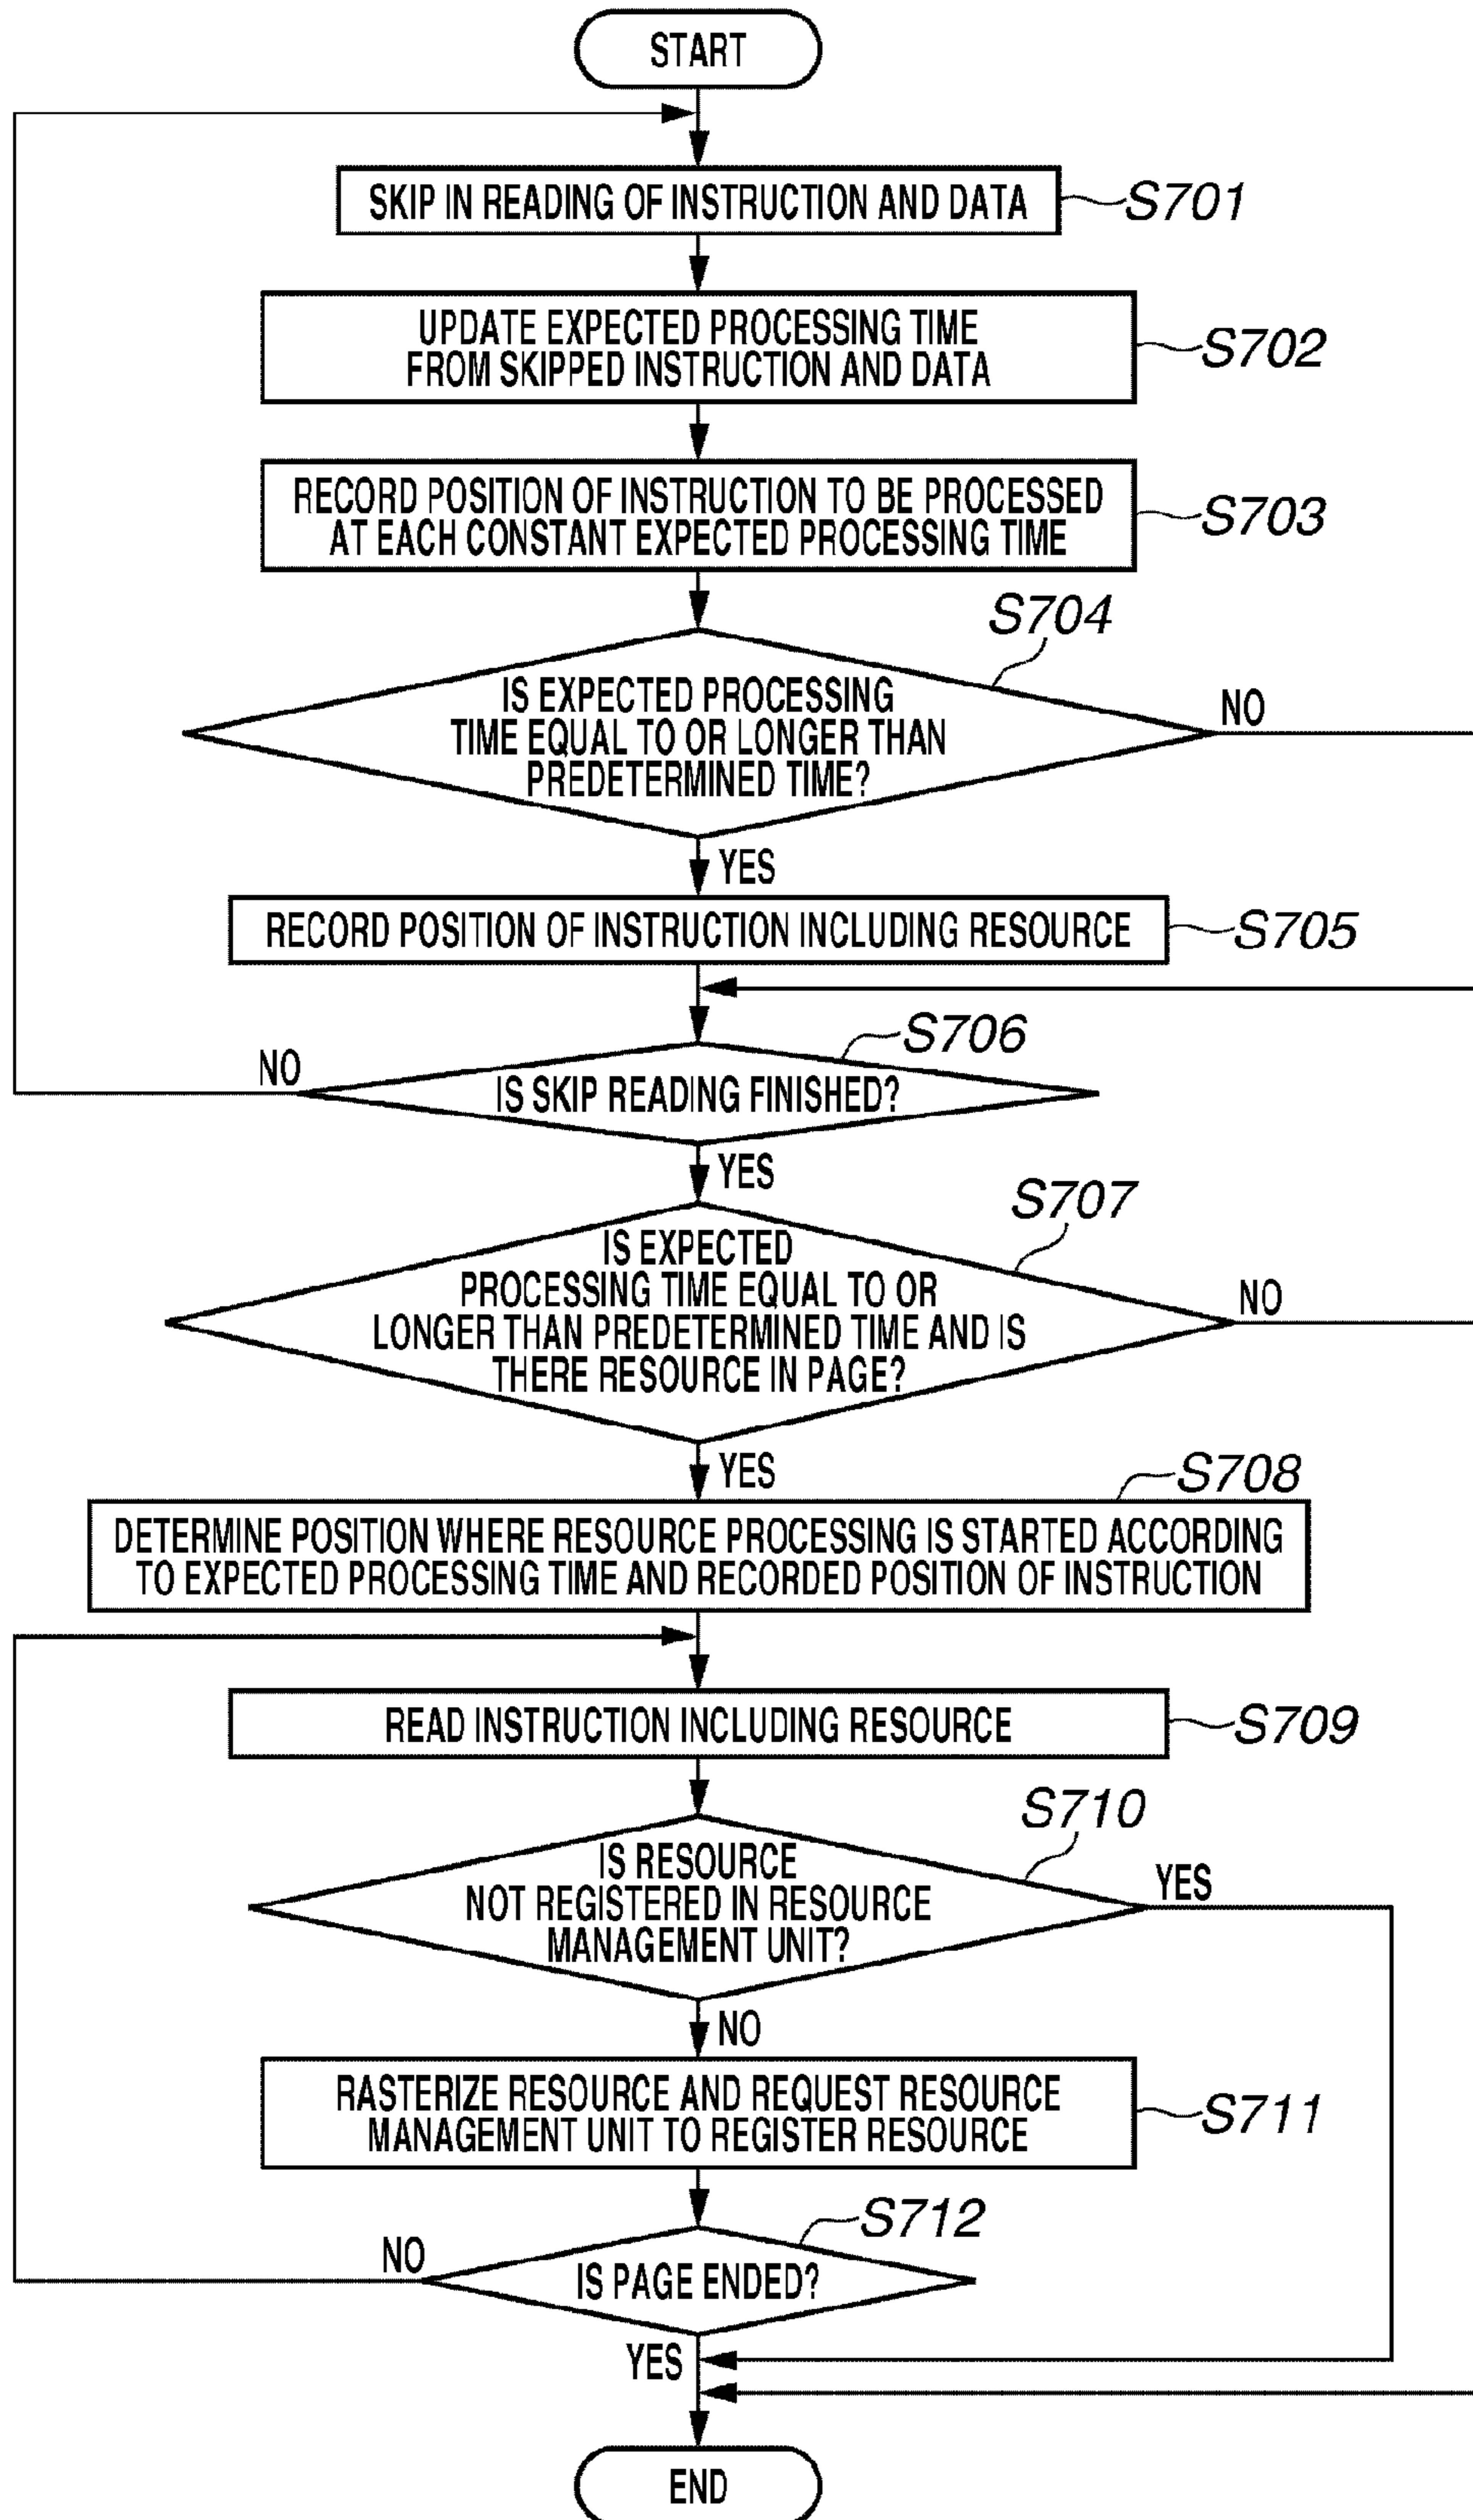 START
SKIP IN READING OF INSTRUCTION AND DATA
S701
UPDATE EXPECTED PROCESSING TIME
FROM SKIPPED INSTRUCTION AND DATA
S702
RECORD POSITION OF INSTRUCTION TO BE PROCESSED
AT EACH CONSTANT EXPECTED PROCESSING TIME
S703
S704
IS EXPECTED PROCESSING
TIME EQUAL TO OR LONGER THAN
PREDETERMINED TIME?
NO
YES
RECORD POSITION OF INSTRUCTION INCLUDING RESOURCE
S705
S706
NO
IS SKIP READING FINISHED?
YES
S707
IS EXPECTED
PROCESSING TIME EQUAL TO OR
LONGER THAN PREDETERMINED TIME AND IS
THERE RESOURCE IN PAGE?
NO
YES
S708
DETERMINE POSITION WHERE RESOURCE PROCESSING IS STARTED ACCORDING
TO EXPECTED PROCESSING TIME AND RECORDED POSITION OF INSTRUCTION
READ INSTRUCTION INCLUDING RESOURCE
S709
S710
IS RESOURCE
NOT REGISTERED IN RESOURCE
MANAGEMENT UNIT?
YES
NO
RASTERIZE RESOURCE AND REQUEST RESOURCE
MANAGEMENT UNIT TO REGISTER RESOURCE
S711
S712
NO
IS PAGE ENDED?
YES
END